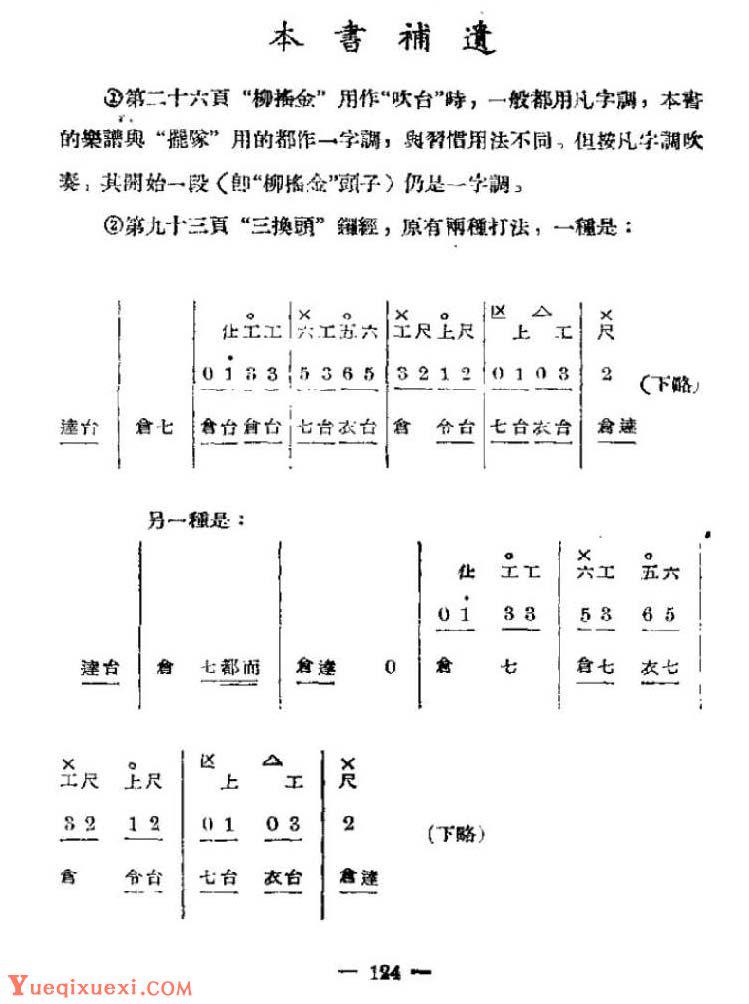 本書補遺
①第二十六頁“柳搖金”用作“吹台”時，一般都用凡字調，本書
的樂譜與“擺隊”用的都作一字調，與習慣用法不同。但按凡字調吹
奏，其開始一段（卽“柳搖金”頭子）仍是一字調。
②第九十三頁“三換頭”鑼經，原有兩種打法，一種是：
仩工工 六工五六 工尺上尺 上 工 尺
0 1 3 3 5 3 6 5 3 2 1 2 0 1 0 3 2 （下略）
達台 倉七 倉台倉台 七台衣台 倉 令台 七台衣台 倉達
另一種是：
仩 工工 六工 五六
0 1 3 3 5 3 6 5
達台 倉 七都而 倉達 0 倉 七 倉七 衣七
工尺 上尺 上 工 尺
3 2 1 2 0 1 0 3 2 （下略）
倉 令台 七台 衣台 倉達
— 124 —
Yueqixuexi.com